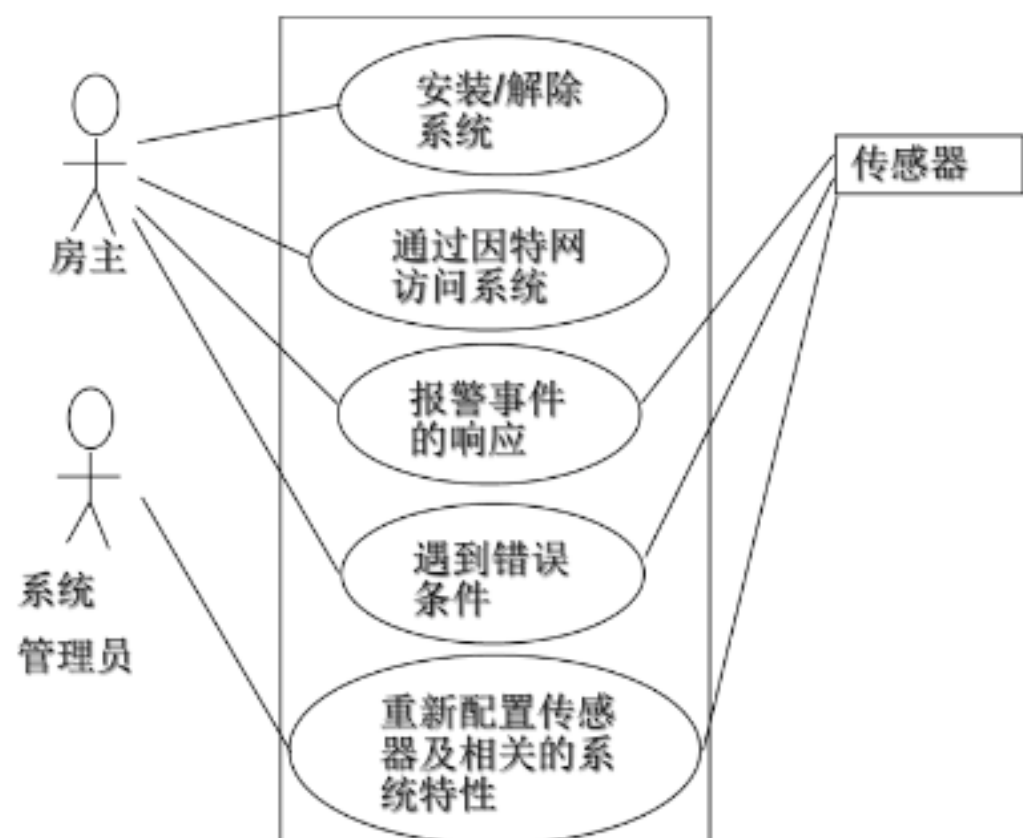 安装/解除
系统
传感器
房主
通过因特网
访问系统
报警事件
的响应
系统
管理员
遇到错误
条件
重新配置传感
器及相关的系
统特性